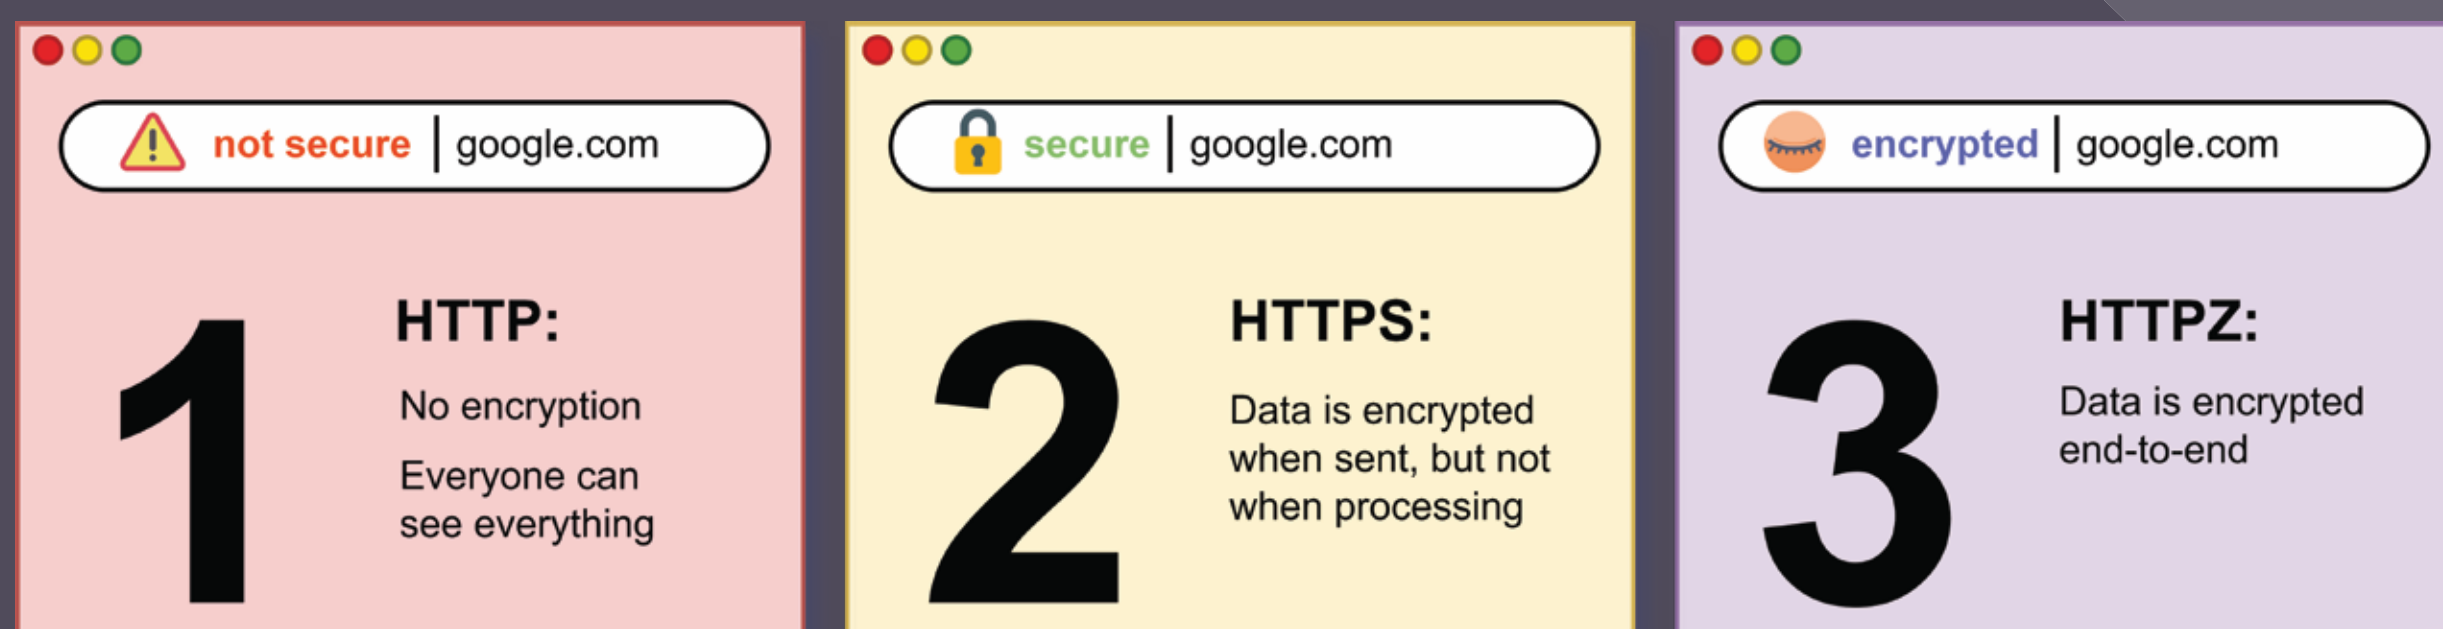 not secure | google.com
1
HTTP:
No encryption
Everyone can
see everything
secure | google.com
2
HTTPS:
Data is encrypted
when sent, but not
when processing
encrypted | google.com
3
HTTPZ:
Data is encrypted
end-to-end